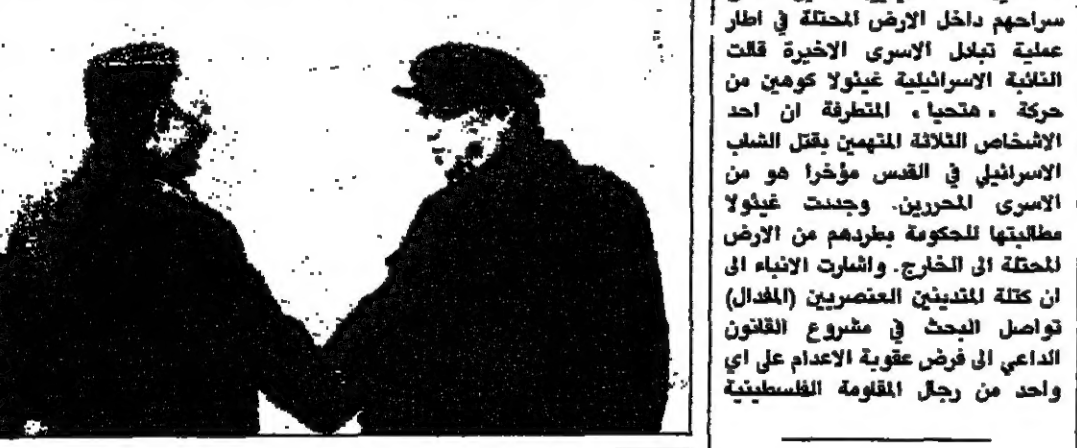 سراحهم داخل الارض المحتلة في اطار
عملية تبادل الاسرى الاخيرة قالت
النائبة الاسرائيلية غيئولا كوهين من
حركة «هتحيا» المتطرفة ان احد
الاشخاص الثلاثة المتهمين بقتل الشاب
الاسرائيلي في القدس مؤخرا هو من
الاسرى المحررين. وجددت غيئولا
مطالبتها للحكومة بطردهم من الارض
المحتلة الى الخارج. واشارت الانباء الى
ان كتلة المتدينين العنصريين (المفدال)
تواصل البحث في مشروع القانون
الداعي الى فرض عقوبة الاعدام على اي
واحد من رجال المقاومة الفلسطينية